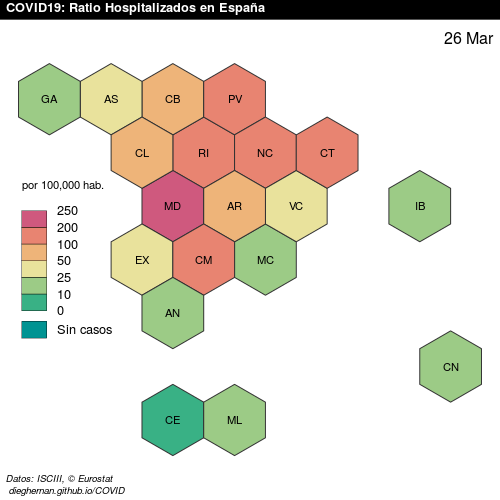 COVID19: Ratio Hospitalizados en España
26 Mar
GA AS CB PV
CL RI NC CT
por 100,000 hab.
MD AR VC IB
250
200
100
50
25
10
0
Sin casos
EX CM MC
AN
CN
CE ML
Datos: ISCIII, © Eurostat
dieghernan.github.io/COVID